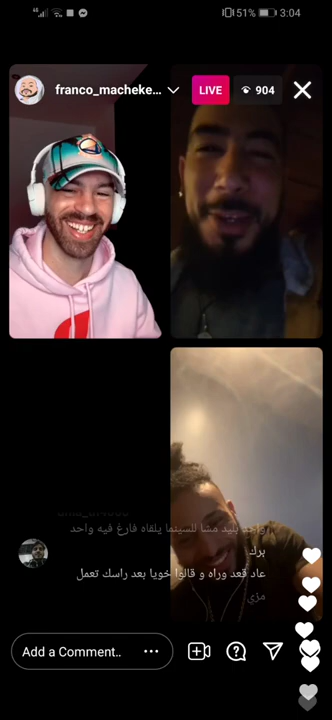 51% 3:04
franco_macheke... LIVE 904
واحد بليد مشا للسينما يلقاه فارغ فيه واحد
برك
عاد قعد وراه و قالوا خويا بعد راسك تعمل
مزي
Add a Comment..